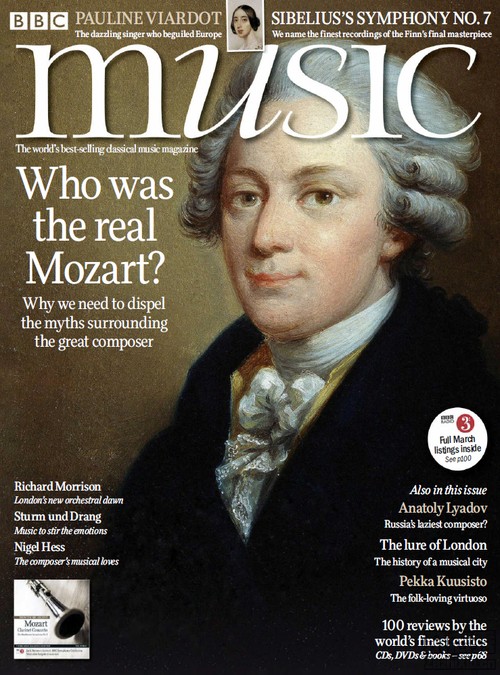 BBC
PAULINE VIARDOT
The dazzling singer who beguiled Europe
SIBELIUS'S SYMPHONY NO. 7
We name the finest recordings of the Finn's final masterpiece
music
The world's best-selling classical music magazine
Who was
the real
Mozart?
Why we need to dispel
the myths surrounding
the great composer
BBC
RADIO
3
Full March
listings inside
See p100
Richard Morrison
London's new orchestral dawn
Sturm und Drang
Music to stir the emotions
Nigel Hess
The composer's musical loves
Mozart
Clarinet Concerto
Also in this issue
Anatoly Lyadov
Russia's laziest composer?
The lure of London
The history of a musical city
Pekka Kuusisto
The folk-loving virtuoso
100 reviews by the
world's finest critics
CDs, DVDs & books – see p68